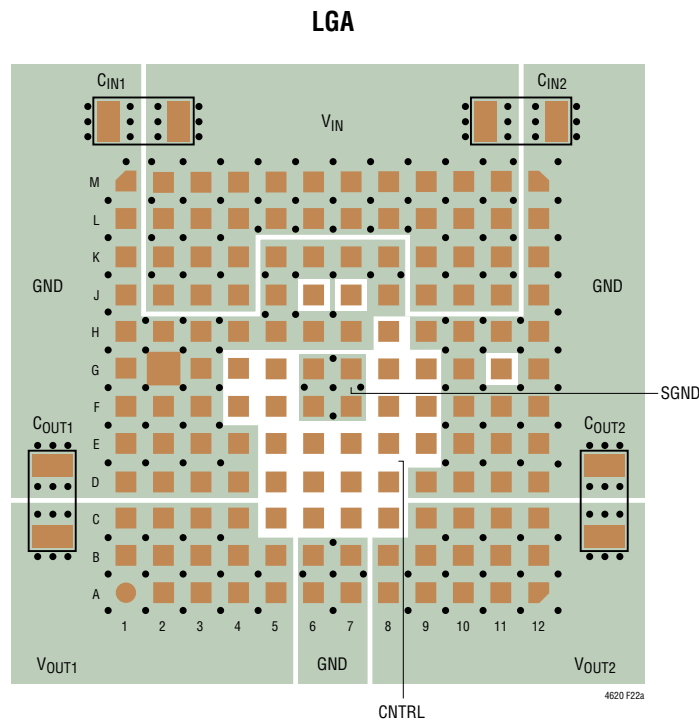 LGA
CIN1
CIN2
VIN
M
L
K
GND
J
GND
H
G
SGND
F
COUT1
COUT2
E
D
C
B
A
1 2 3 4 5 6 7 8 9 10 11 12
VOUT1
GND
VOUT2
4620 F22a
CNTRL